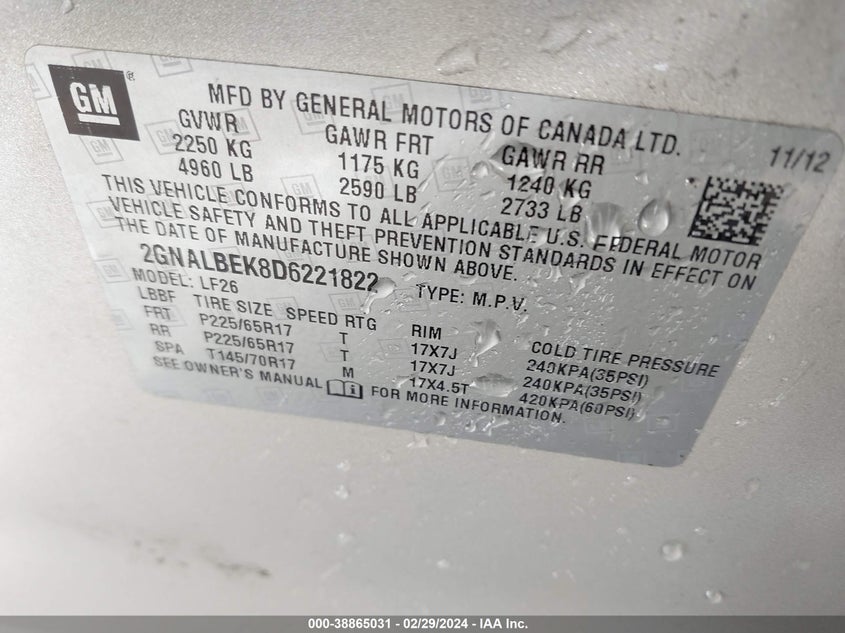 GM ®
MFD BY GENERAL MOTORS OF CANADA LTD.
11/12
GVWR GAWR FRT GAWR RR
2250 KG 1175 KG 1240 KG
4960 LB 2590 LB 2733 LB
THIS VEHICLE CONFORMS TO ALL APPLICABLE U.S. FEDERAL MOTOR
VEHICLE SAFETY AND THEFT PREVENTION STANDARDS IN EFFECT ON
THE DATE OF MANUFACTURE SHOWN ABOVE.
2GNALBEK8D6221822 TYPE: M.P.V.
MODEL: LF26
LBBF TIRE SIZE SPEED RTG RIM COLD TIRE PRESSURE
FRT P225/65R17 T 17X7J 240KPA(35PSI)
RR P225/65R17 T 17X7J 240KPA(35PSI)
SPA T145/70R17 M 17X4.5T 420KPA(60PSI)
SEE OWNER'S MANUAL FOR MORE INFORMATION.
000-38865031 - 02/29/2024 - IAA Inc.